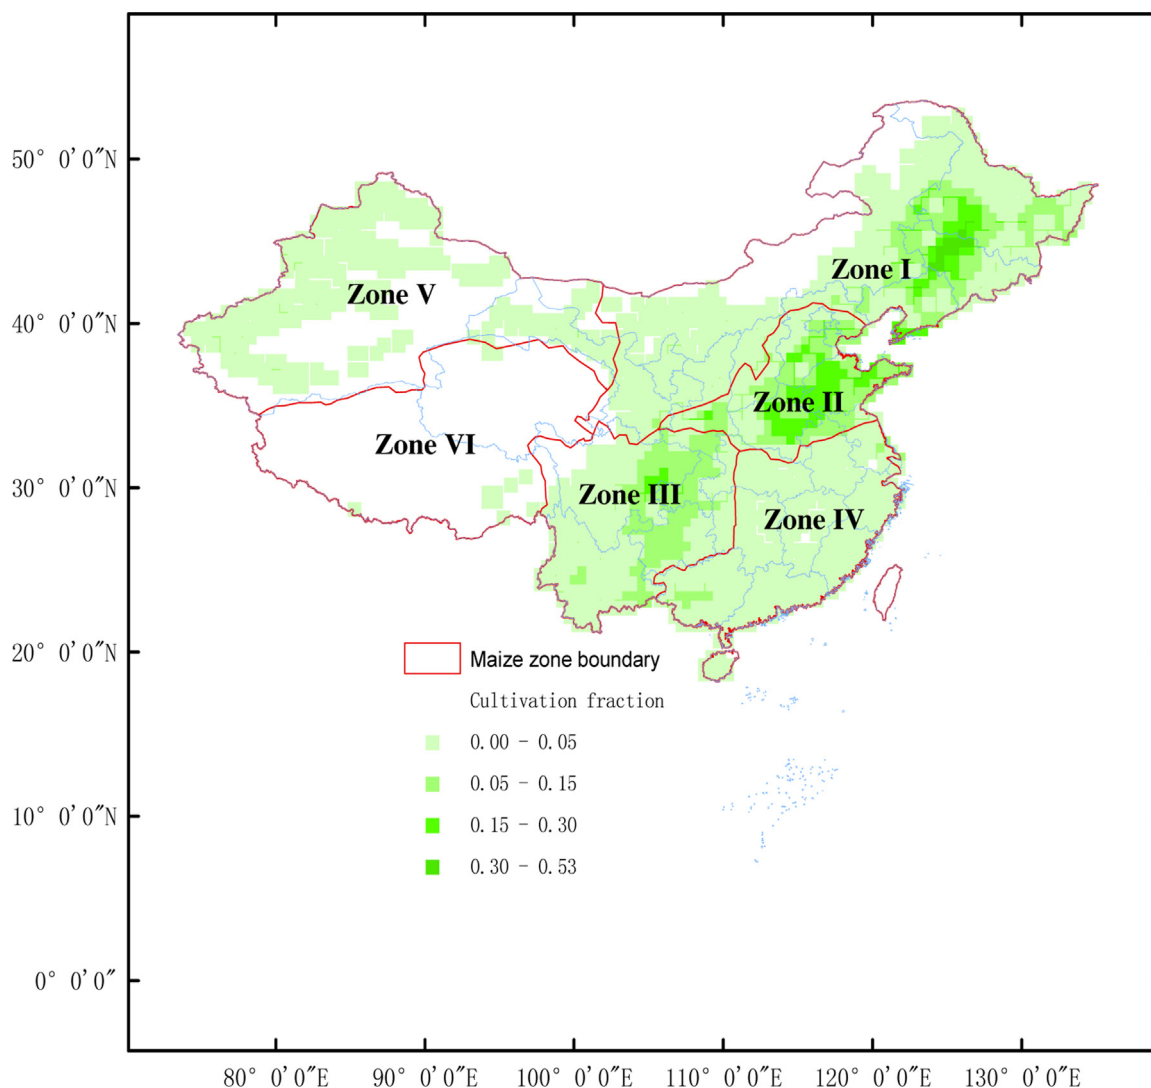 50° 0'0"N
40° 0'0"N
30° 0'0"N
20° 0'0"N
10° 0'0"N
0° 0'0"
Zone I
Zone V
Zone II
Zone VI
Zone III
Zone IV
Maize zone boundary
Cultivation fraction
0.00 - 0.05
0.05 - 0.15
0.15 - 0.30
0.30 - 0.53
80° 0'0"E 90° 0'0"E 100° 0'0"E 110° 0'0"E 120° 0'0"E 130° 0'0"E